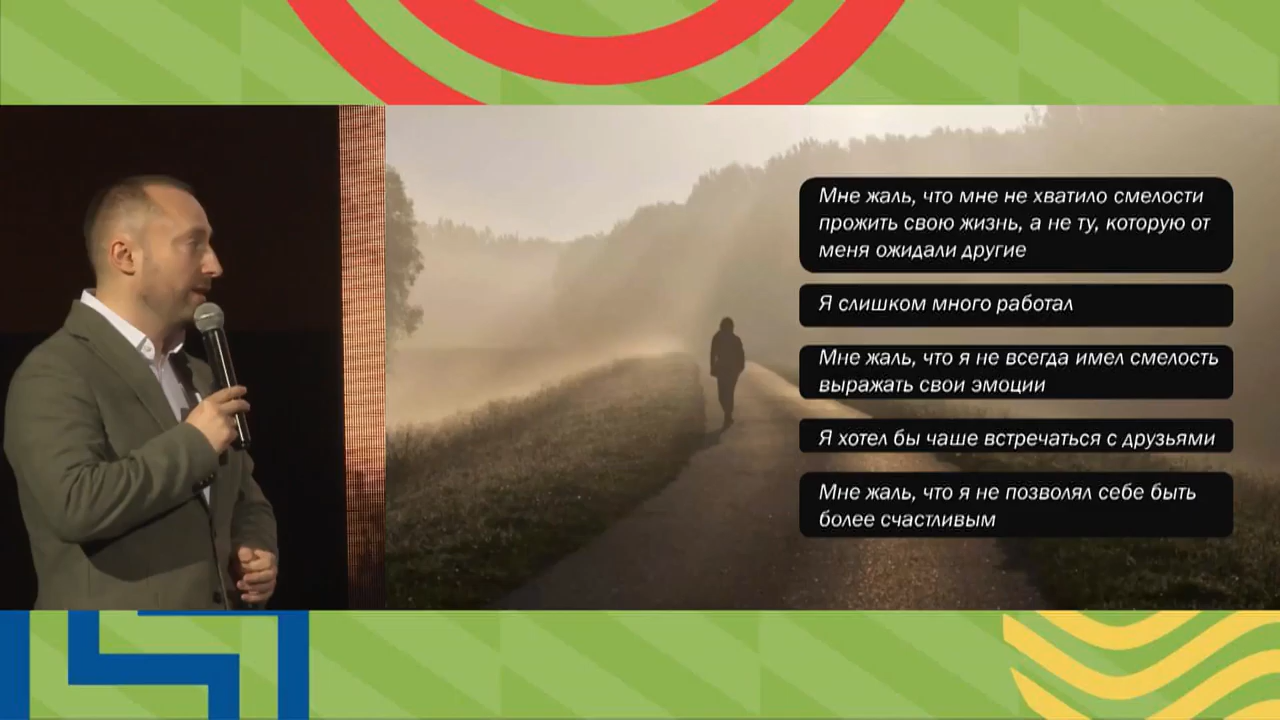 Мне жаль, что мне не хватило смелости
прожить свою жизнь, а не ту, которую от
меня ожидали другие
Я слишком много работал
Мне жаль, что я не всегда имел смелость
выражать свои эмоции
Я хотел бы чаше встречаться с друзьями
Мне жаль, что я не позволял себе быть
более счастливым